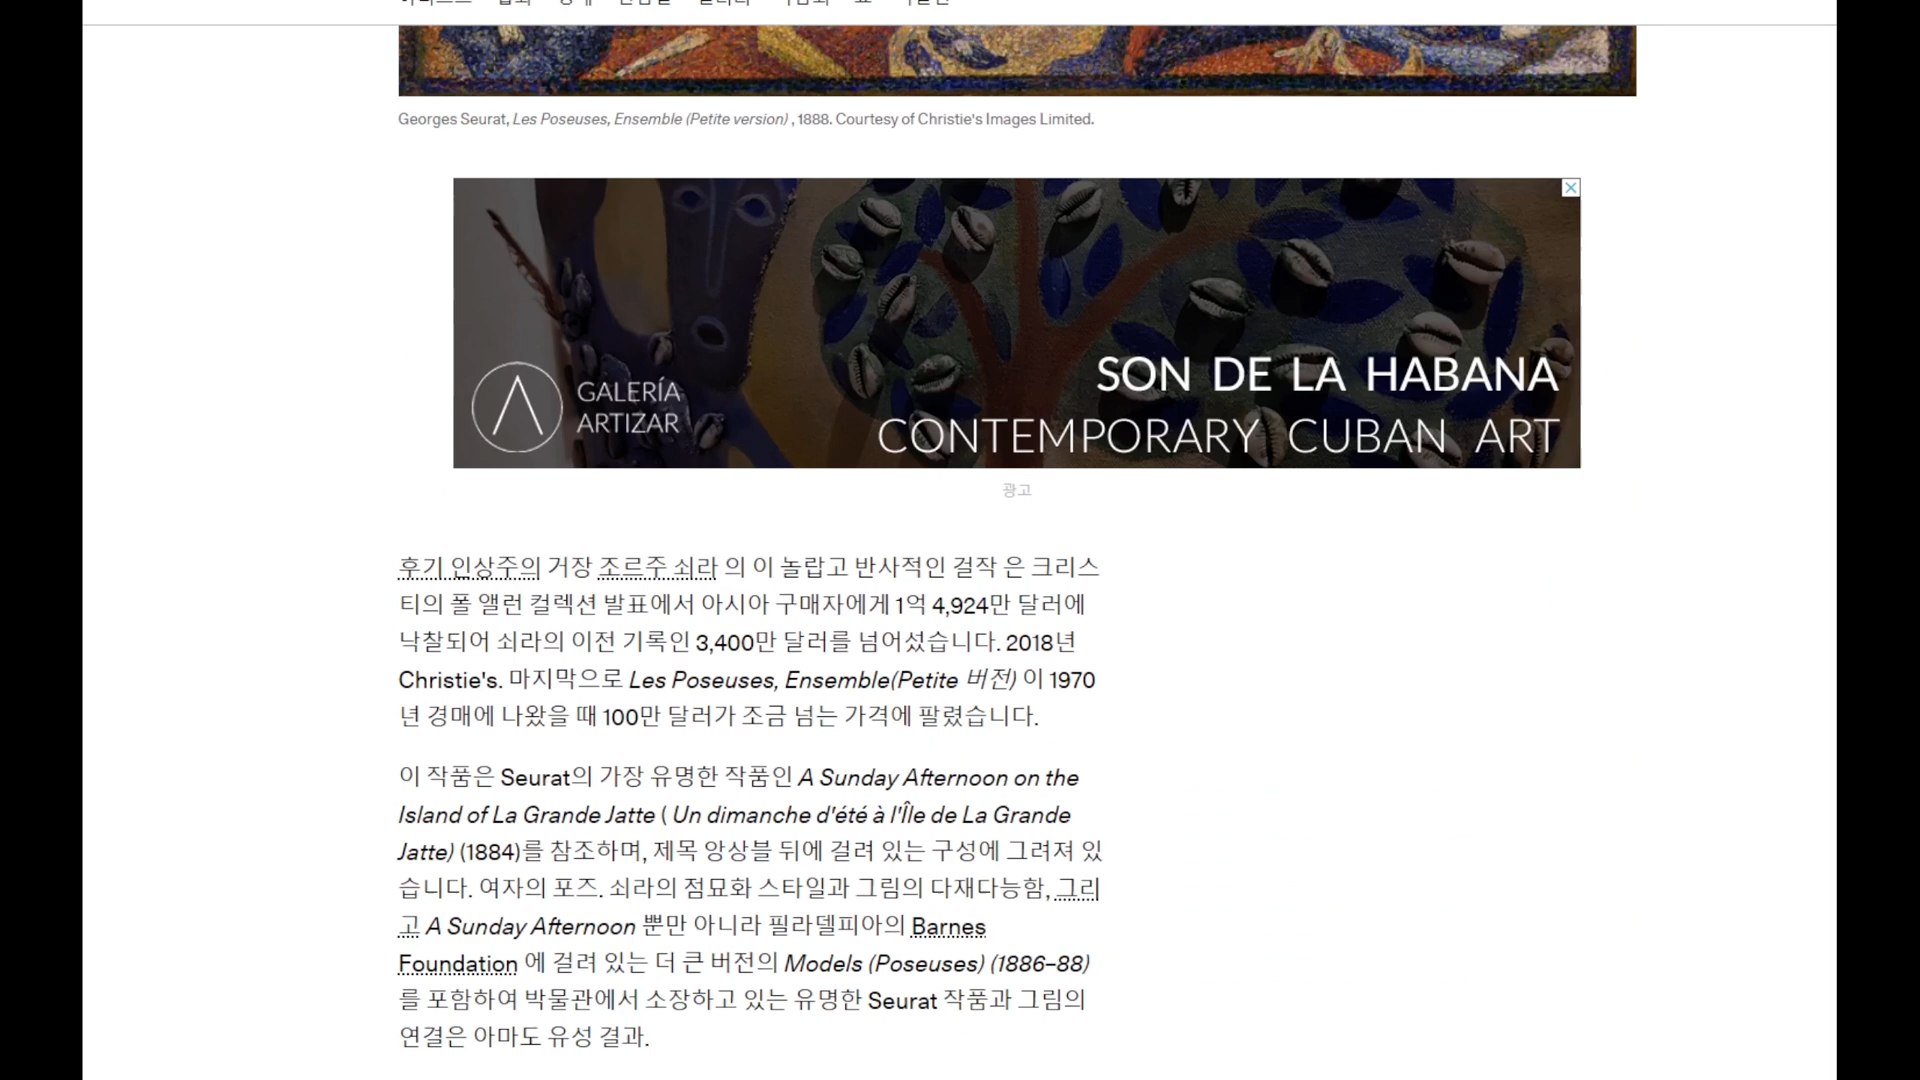 Georges Seurat, Les Poseuses, Ensemble (Petite version) , 1888. Courtesy of Christie's Images Limited.
GALERÍA
ARTIZAR
SON DE LA HABANA
CONTEMPORARY CUBAN ART
광고
후기 인상주의 거장 조르주 쇠라 의 이 놀랍고 반사적인 걸작 은 크리스
티의 폴 앨런 컬렉션 발표에서 아시아 구매자에게 1억 4,924만 달러에
낙찰되어 쇠라의 이전 기록인 3,400만 달러를 넘어섰습니다. 2018년
Christie's. 마지막으로 Les Poseuses, Ensemble(Petite 버전) 이 1970
년 경매에 나왔을 때 100만 달러가 조금 넘는 가격에 팔렸습니다.
이 작품은 Seurat의 가장 유명한 작품인 A Sunday Afternoon on the
Island of La Grande Jatte ( Un dimanche d'été à l'Île de La Grande
Jatte) (1884)를 참조하며, 제목 앙상블 뒤에 걸려 있는 구성에 그려져 있
습니다. 여자의 포즈. 쇠라의 점묘화 스타일과 그림의 다재다능함, 그리
고 A Sunday Afternoon 뿐만 아니라 필라델피아의 Barnes
Foundation 에 걸려 있는 더 큰 버전의 Models (Poseuses) (1886–88)
를 포함하여 박물관에서 소장하고 있는 유명한 Seurat 작품과 그림의
연결은 아마도 유성 결과.